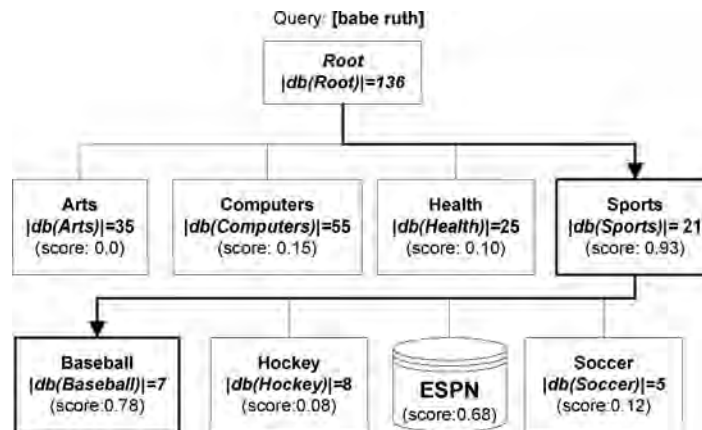 Query: [babe ruth]
Root
|db(Root)|=136
Arts
|db(Arts)|=35
(score: 0.0)
Computers
|db(Computers)|=55
(score: 0.15)
Health
|db(Health)|=25
(score: 0.10)
Sports
|db(Sports)|= 21
(score: 0.93)
Baseball
|db(Baseball)|=7
(score:0.78)
Hockey
|db(Hockey)|=8
(score:0.08)
ESPN
(score:0.68)
Soccer
|db(Soccer)|=5
(score:0.12)